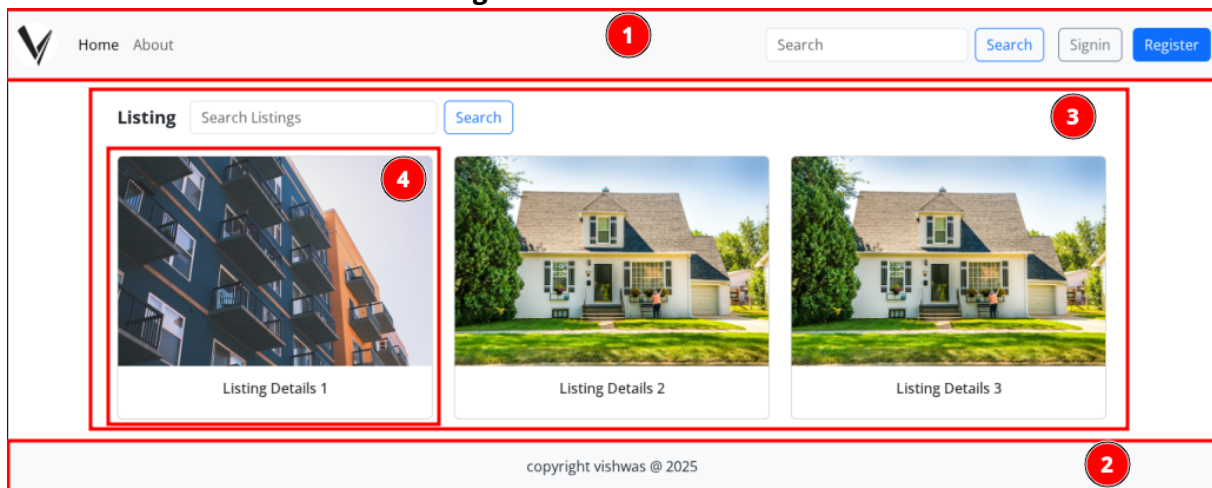 Home About 1 Search Search Signin Register
Listing Search Listings Search 3
4
Listing Details 1 Listing Details 2 Listing Details 3
copyright vishwas @ 2025 2